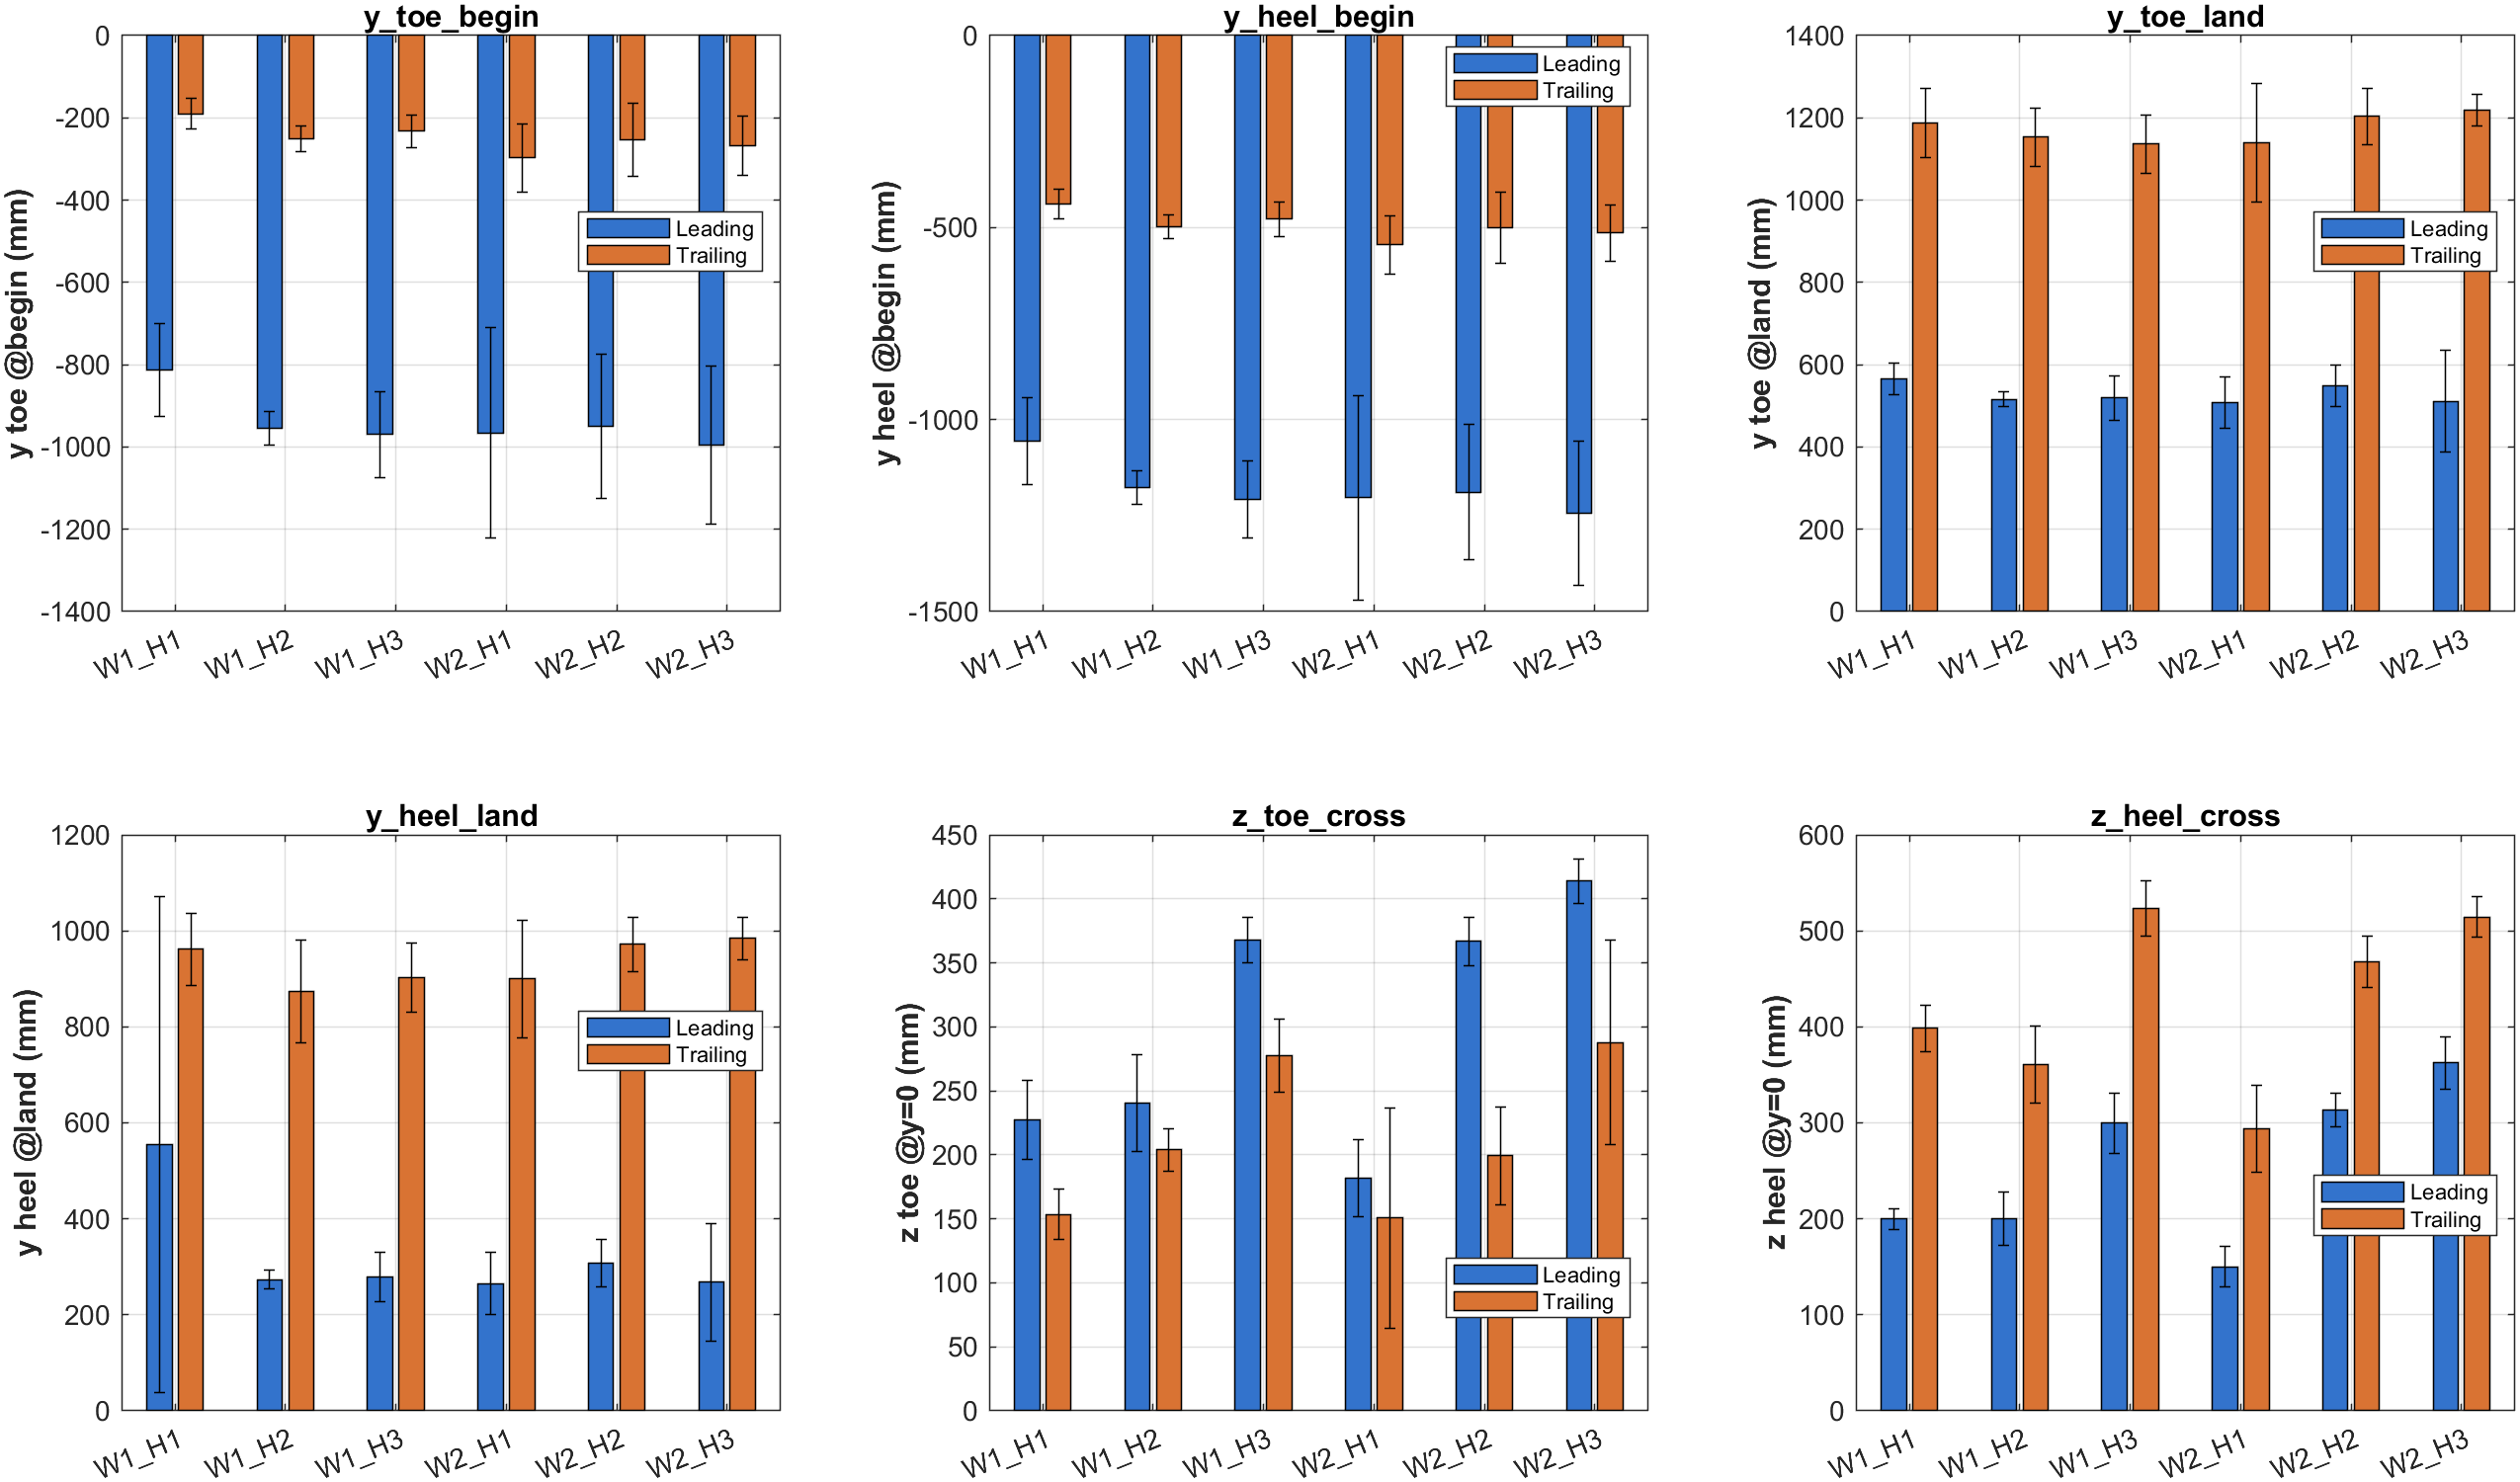 y_toe_begin
y toe @begin (mm)
0
-200
-400
-600
-800
-1000
-1200
-1400
Leading
Trailing
W1_H1
W1_H2
W1_H3
W2_H1
W2_H2
W2_H3
y_heel_begin
y heel @begin (mm)
0
-500
-1000
-1500
Leading
Trailing
W1_H1
W1_H2
W1_H3
W2_H1
W2_H2
W2_H3
y_toe_land
y toe @land (mm)
1400
1200
1000
800
600
400
200
0
Leading
Trailing
W1_H1
W1_H2
W1_H3
W2_H1
W2_H2
W2_H3
y_heel_land
y heel @land (mm)
1200
1000
800
600
400
200
0
Leading
Trailing
W1_H1
W1_H2
W1_H3
W2_H1
W2_H2
W2_H3
z_toe_cross
z toe @y=0 (mm)
450
400
350
300
250
200
150
100
50
0
Leading
Trailing
W1_H1
W1_H2
W1_H3
W2_H1
W2_H2
W2_H3
z_heel_cross
z heel @y=0 (mm)
600
500
400
300
200
100
0
Leading
Trailing
W1_H1
W1_H2
W1_H3
W2_H1
W2_H2
W2_H3